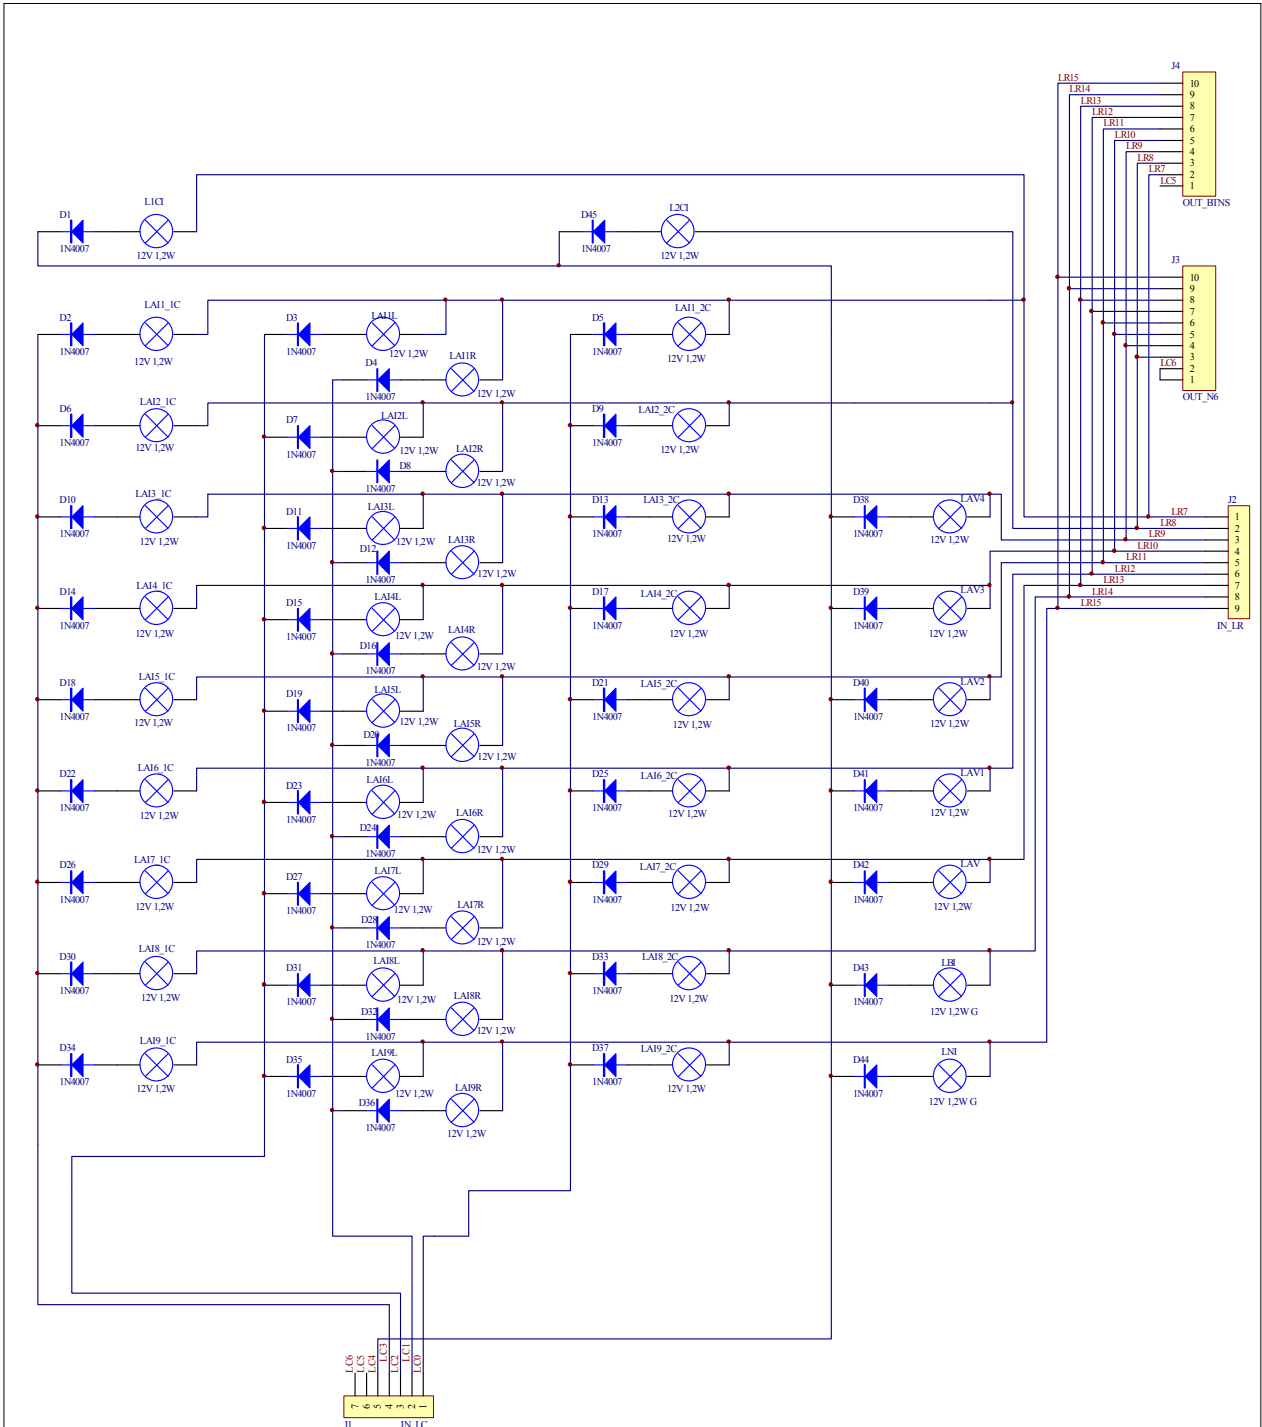 J4
LR15 10
LR14 9
LR13 8
LR12 7
LR11 6
LR10 5
LR9 4
LR8 3
LR7 2
LC5 1
OUT_BTNS
D1 1N4007 L1CI 12V 1,2W
D45 1N4007 L2CI 12V 1,2W
J3
10
9
8
7
6
5
4
3
LC6 2
1
OUT_N6
D2 1N4007 LAI1_1C 12V 1,2W
D3 1N4007 LAI1L 12V 1,2W
D4 1N4007 LAI1R 12V 1,2W
D5 1N4007 LAI1_2C 12V 1,2W
D6 1N4007 LAI2_1C 12V 1,2W
D7 1N4007 LAI2L 12V 1,2W
D8 1N4007 LAI2R 12V 1,2W
D9 1N4007 LAI2_2C 12V 1,2W
D10 1N4007 LAI3_1C 12V 1,2W
D11 1N4007 LAI3L 12V 1,2W
D12 1N4007 LAI3R 12V 1,2W
D13 1N4007 LAI3_2C 12V 1,2W
D38 1N4007 LAV4 12V 1,2W
J2
LR7 1
LR8 2
LR9 3
LR10 4
LR11 5
LR12 6
LR13 7
LR14 8
LR15 9
IN_LR
D14 1N4007 LAI4_1C 12V 1,2W
D15 1N4007 LAI4L 12V 1,2W
D16 1N4007 LAI4R 12V 1,2W
D17 1N4007 LAI4_2C 12V 1,2W
D39 1N4007 LAV3 12V 1,2W
D18 1N4007 LAI5_1C 12V 1,2W
D19 1N4007 LAI5L 12V 1,2W
D20 1N4007 LAI5R 12V 1,2W
D21 1N4007 LAI5_2C 12V 1,2W
D40 1N4007 LAV2 12V 1,2W
D22 1N4007 LAI6_1C 12V 1,2W
D23 1N4007 LAI6L 12V 1,2W
D24 1N4007 LAI6R 12V 1,2W
D25 1N4007 LAI6_2C 12V 1,2W
D41 1N4007 LAV1 12V 1,2W
D26 1N4007 LAI7_1C 12V 1,2W
D27 1N4007 LAI7L 12V 1,2W
D28 1N4007 LAI7R 12V 1,2W
D29 1N4007 LAI7_2C 12V 1,2W
D42 1N4007 LAV 12V 1,2W
D30 1N4007 LAI8_1C 12V 1,2W
D31 1N4007 LAI8L 12V 1,2W
D32 1N4007 LAI8R 12V 1,2W
D33 1N4007 LAI8_2C 12V 1,2W
D43 1N4007 LBI 12V 1,2W G
D34 1N4007 LAI9_1C 12V 1,2W
D35 1N4007 LAI9L 12V 1,2W
D36 1N4007 LAI9R 12V 1,2W
D37 1N4007 LAI9_2C 12V 1,2W
D44 1N4007 LNI 12V 1,2W G
LC6 LC5 LC4 LC3 LC2 LC1 LC0
7 6 5 4 3 2 1
J1 IN_LC